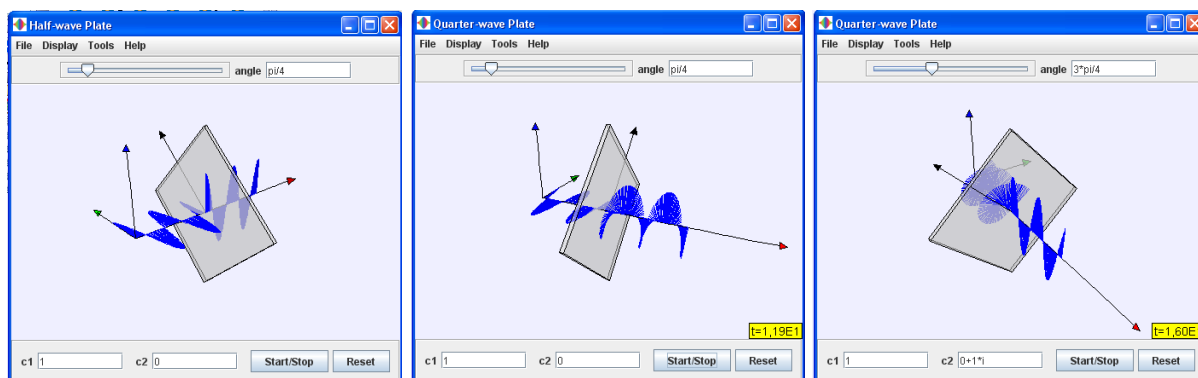 Half-wave Plate
File Display Tools Help
angle pi/4
c1 1 c2 0 Start/Stop Reset
Quarter-wave Plate
File Display Tools Help
angle pi/4
t=1,19E1
c1 1 c2 0 Start/Stop Reset
Quarter-wave Plate
File Display Tools Help
angle 3*pi/4
t=1,60E
c1 1 c2 0+1*i Start/Stop Reset